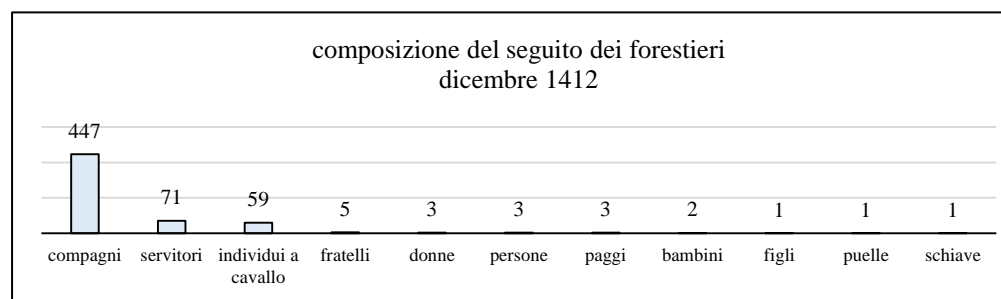 composizione del seguito dei forestieri
dicembre 1412
447
71
59
5
3
3
3
2
1
1
1
compagni
servitori
individui a
cavallo
fratelli
donne
persone
paggi
bambini
figli
puelle
schiave